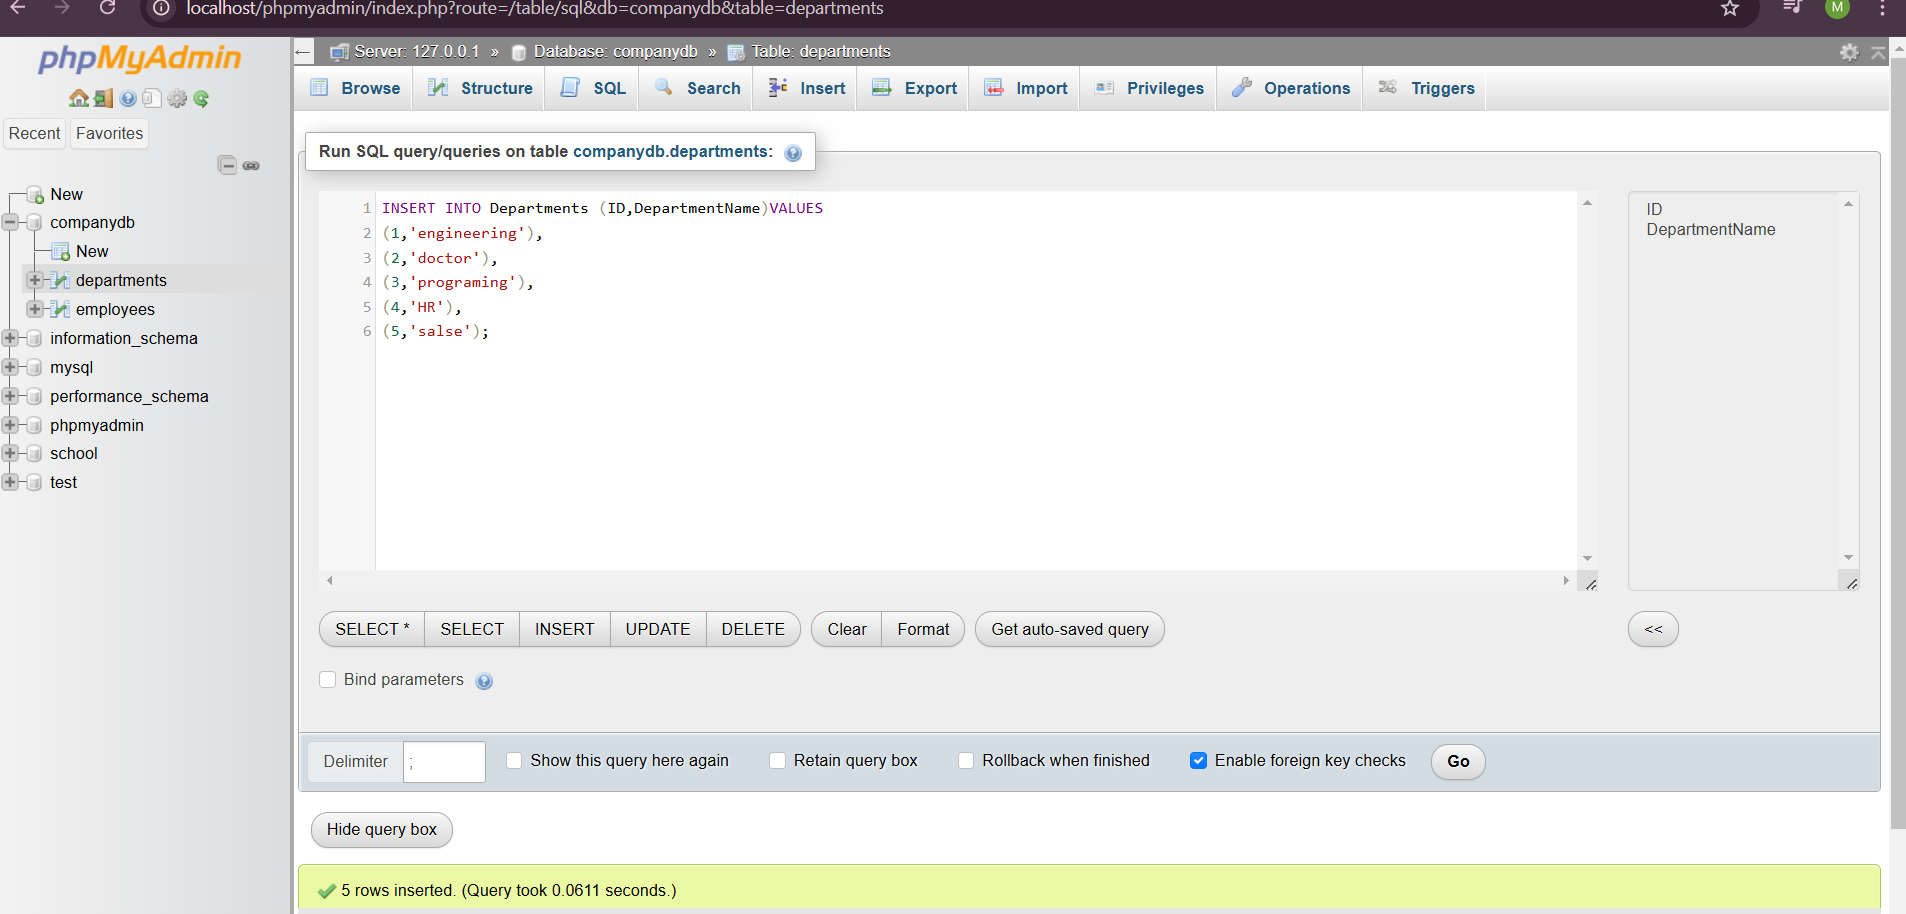 localhost/phpmyadmin/index.php?route=/table/sql&db=companydb&table=departments
M
phpMyAdmin
Recent
Favorites
New
companydb
New
departments
employees
information_schema
mysql
performance_schema
phpmyadmin
school
test
Server: 127.0.0.1 » Database: companydb » Table: departments
Browse Structure SQL Search Insert Export Import Privileges Operations Triggers
Run SQL query/queries on table companydb.departments:
1 INSERT INTO Departments (ID,DepartmentName)VALUES
2 (1,'engineering'),
3 (2,'doctor'),
4 (3,'programing'),
5 (4,'HR'),
6 (5,'salse');
ID
DepartmentName
SELECT * SELECT INSERT UPDATE DELETE Clear Format Get auto-saved query <<
Bind parameters
Delimiter ; Show this query here again Retain query box Rollback when finished Enable foreign key checks Go
Hide query box
5 rows inserted. (Query took 0.0611 seconds.)